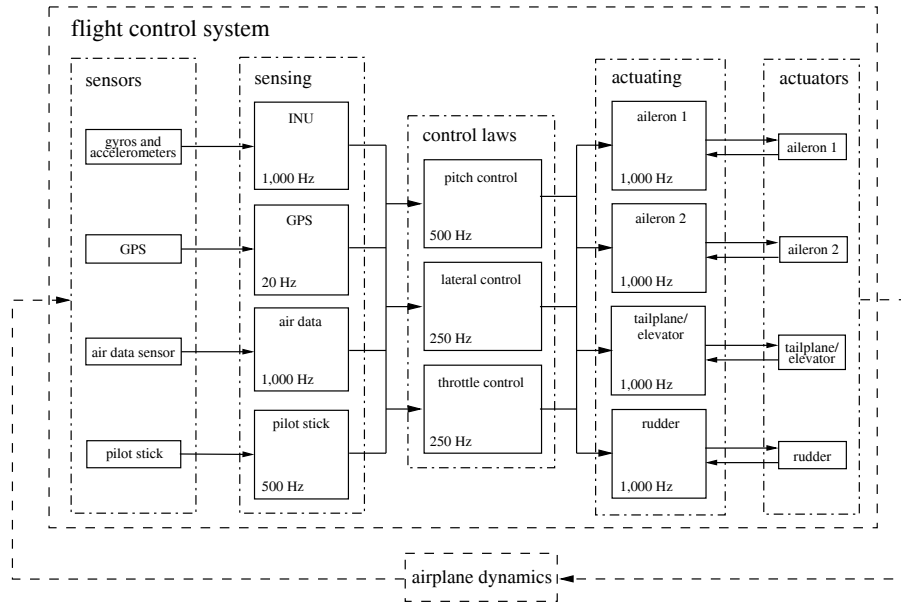 flight control system
sensors
gyros and
accelerometers
GPS
air data sensor
pilot stick
sensing
INU
1,000 Hz
GPS
20 Hz
air data
1,000 Hz
pilot stick
500 Hz
control laws
pitch control
500 Hz
lateral control
250 Hz
throttle control
250 Hz
actuating
aileron 1
1,000 Hz
aileron 2
1,000 Hz
tailplane/
elevator
1,000 Hz
rudder
1,000 Hz
actuators
aileron 1
aileron 2
tailplane/
elevator
rudder
airplane dynamics